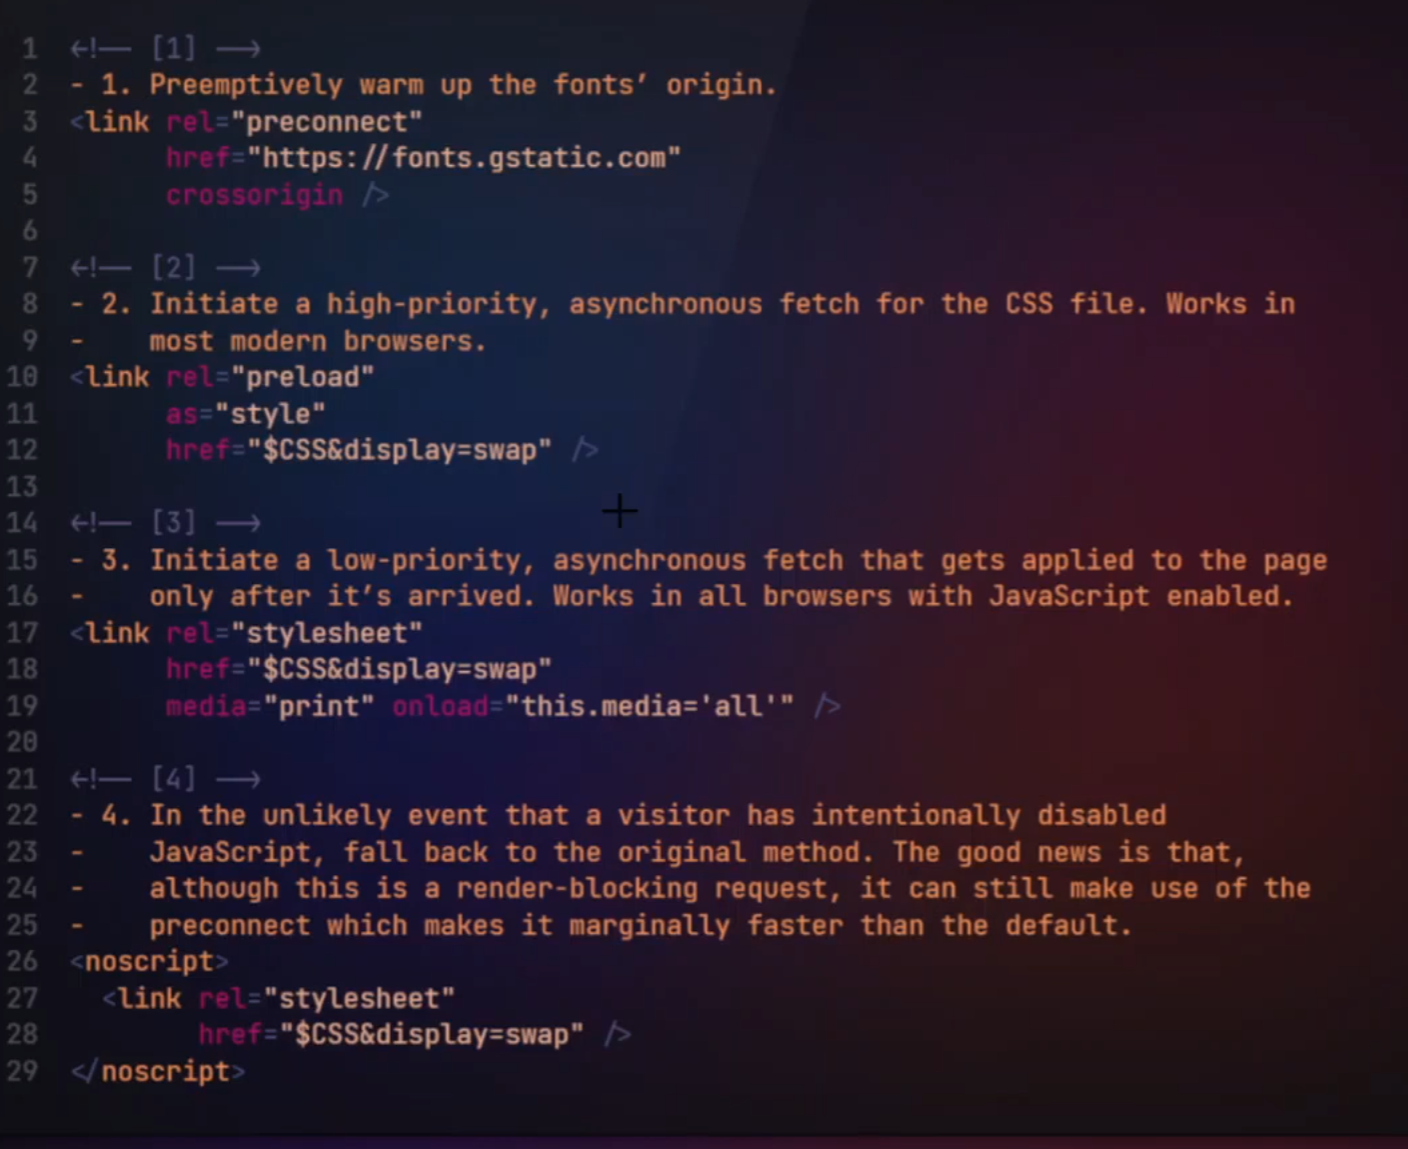 1 <!-- [1] -->
2 - 1. Preemptively warm up the fonts’ origin.
3 <link rel="preconnect"
4 href="https://fonts.gstatic.com"
5 crossorigin />
6
7 <!-- [2] -->
8 - 2. Initiate a high-priority, asynchronous fetch for the CSS file. Works in
9 - most modern browsers.
10 <link rel="preload"
11 as="style"
12 href="$CSS&display=swap" />
13
14 <!-- [3] -->
15 - 3. Initiate a low-priority, asynchronous fetch that gets applied to the page
16 - only after it’s arrived. Works in all browsers with JavaScript enabled.
17 <link rel="stylesheet"
18 href="$CSS&display=swap"
19 media="print" onload="this.media='all'" />
20
21 <!-- [4] -->
22 - 4. In the unlikely event that a visitor has intentionally disabled
23 - JavaScript, fall back to the original method. The good news is that,
24 - although this is a render-blocking request, it can still make use of the
25 - preconnect which makes it marginally faster than the default.
26 <noscript>
27 <link rel="stylesheet"
28 href="$CSS&display=swap" />
29 </noscript>